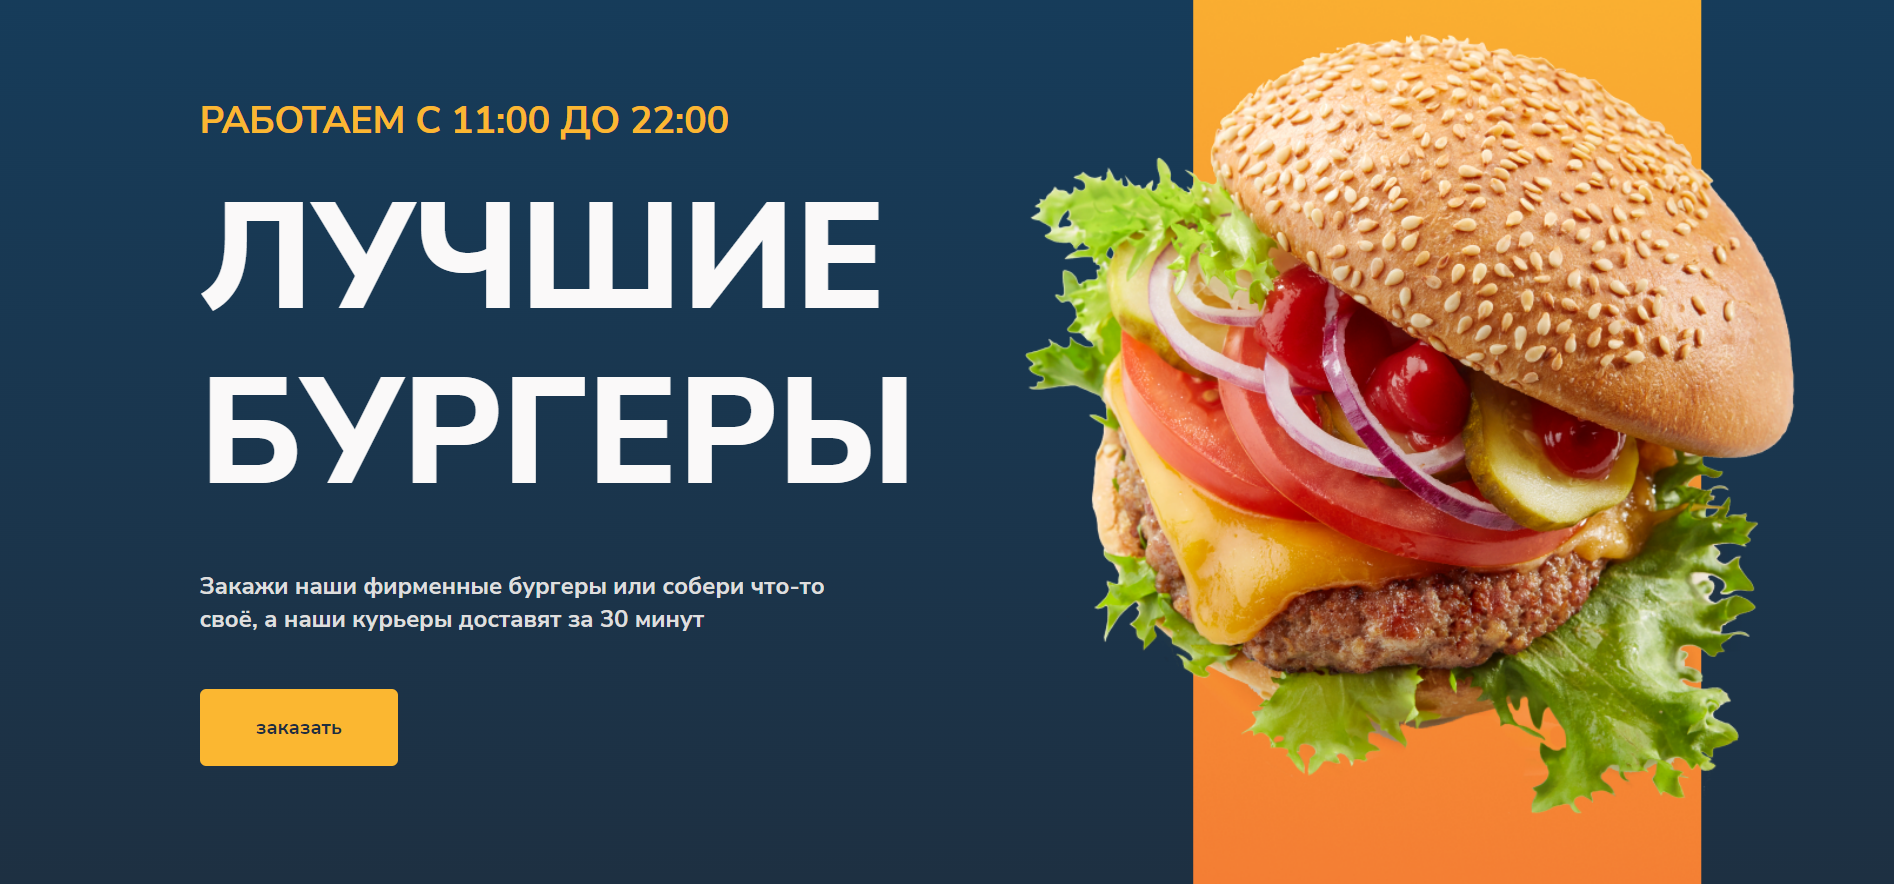 РАБОТАЕМ С 11:00 ДО 22:00
ЛУЧШИЕ
БУРГЕРЫ
Закажи наши фирменные бургеры или собери что-то
своё, а наши курьеры доставят за 30 минут
заказать